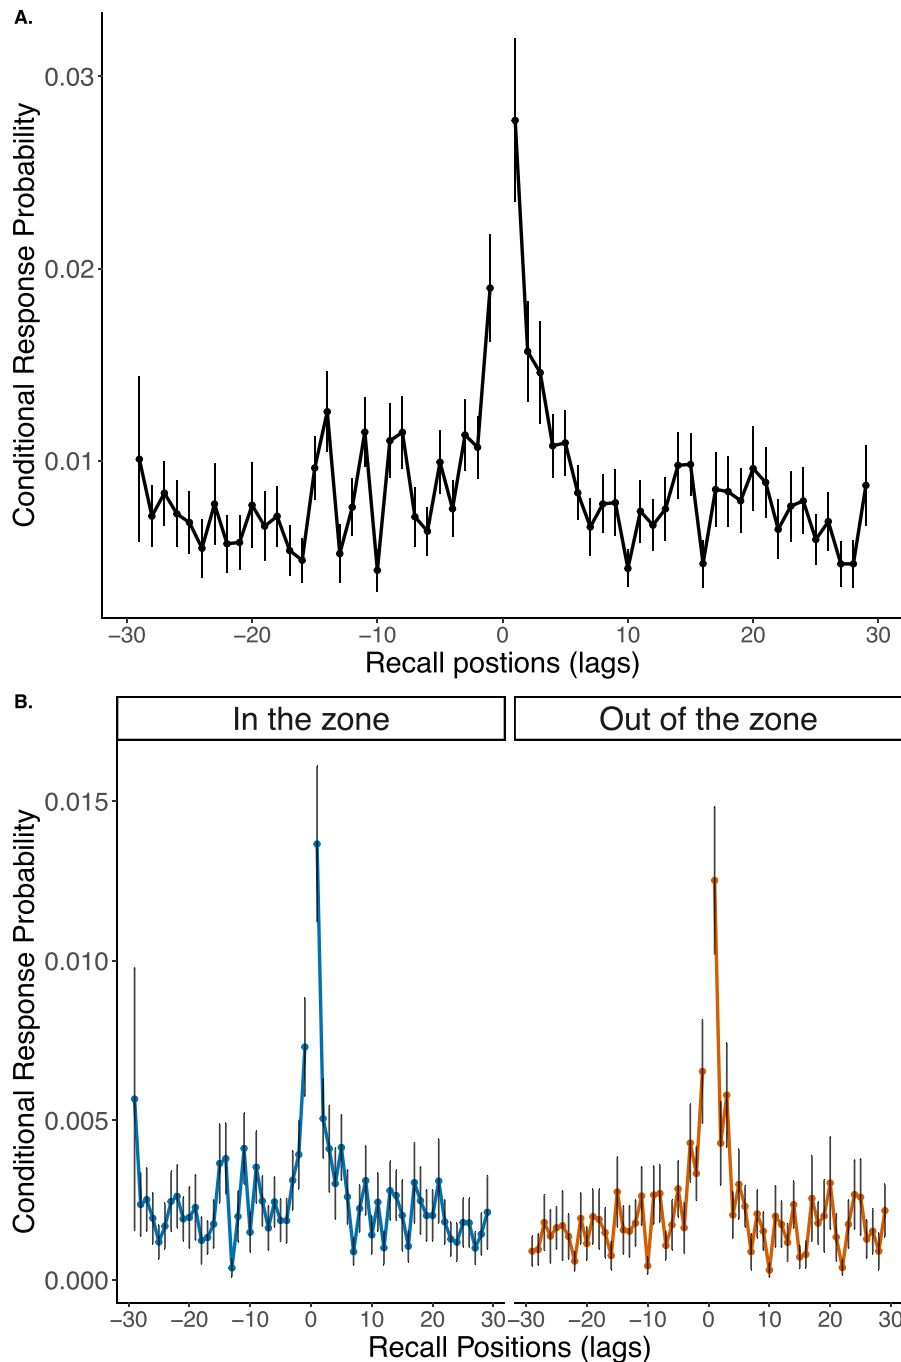 A.
Conditional Response Probability
0.03
0.02
0.01
−30 −20 −10 0 10 20 30
Recall postions (lags)
B.
In the zone Out of the zone
Conditional Response Probability
0.015
0.010
0.005
0.000
−30 −20 −10 0 10 20 30 −30 −20 −10 0 10 20 30
Recall Positions (lags)